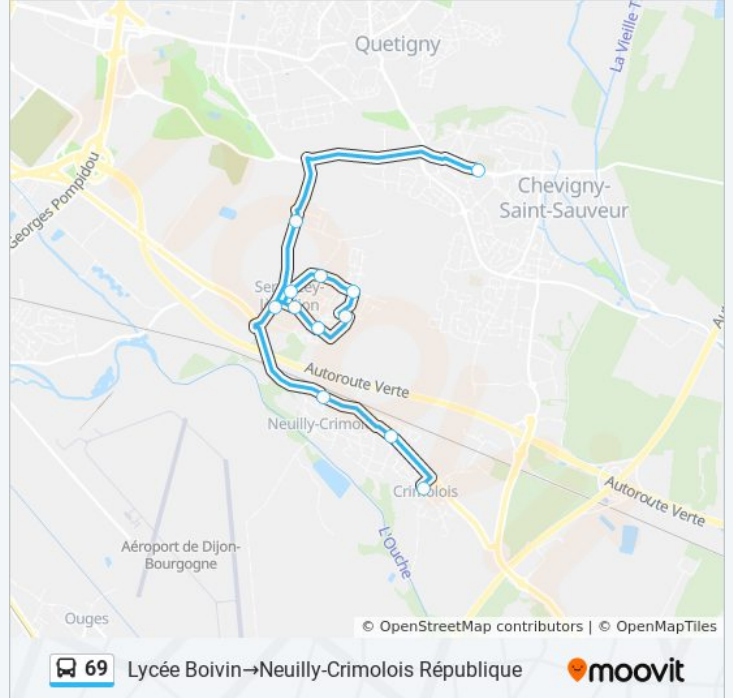 Quetigny
La Vieille T
Georges Pompidou
Chevigny-
Saint-Sauveur
Autoroute Verte
Neuilly-Crimol
Crimolois
Autoroute Verte
L'Ouche
Aéroport de Dijon-
Bourgogne
Ouges
© OpenStreetMap contributors | © OpenMapTiles
69 Lycée Boivin→Neuilly-Crimolois République
moovit